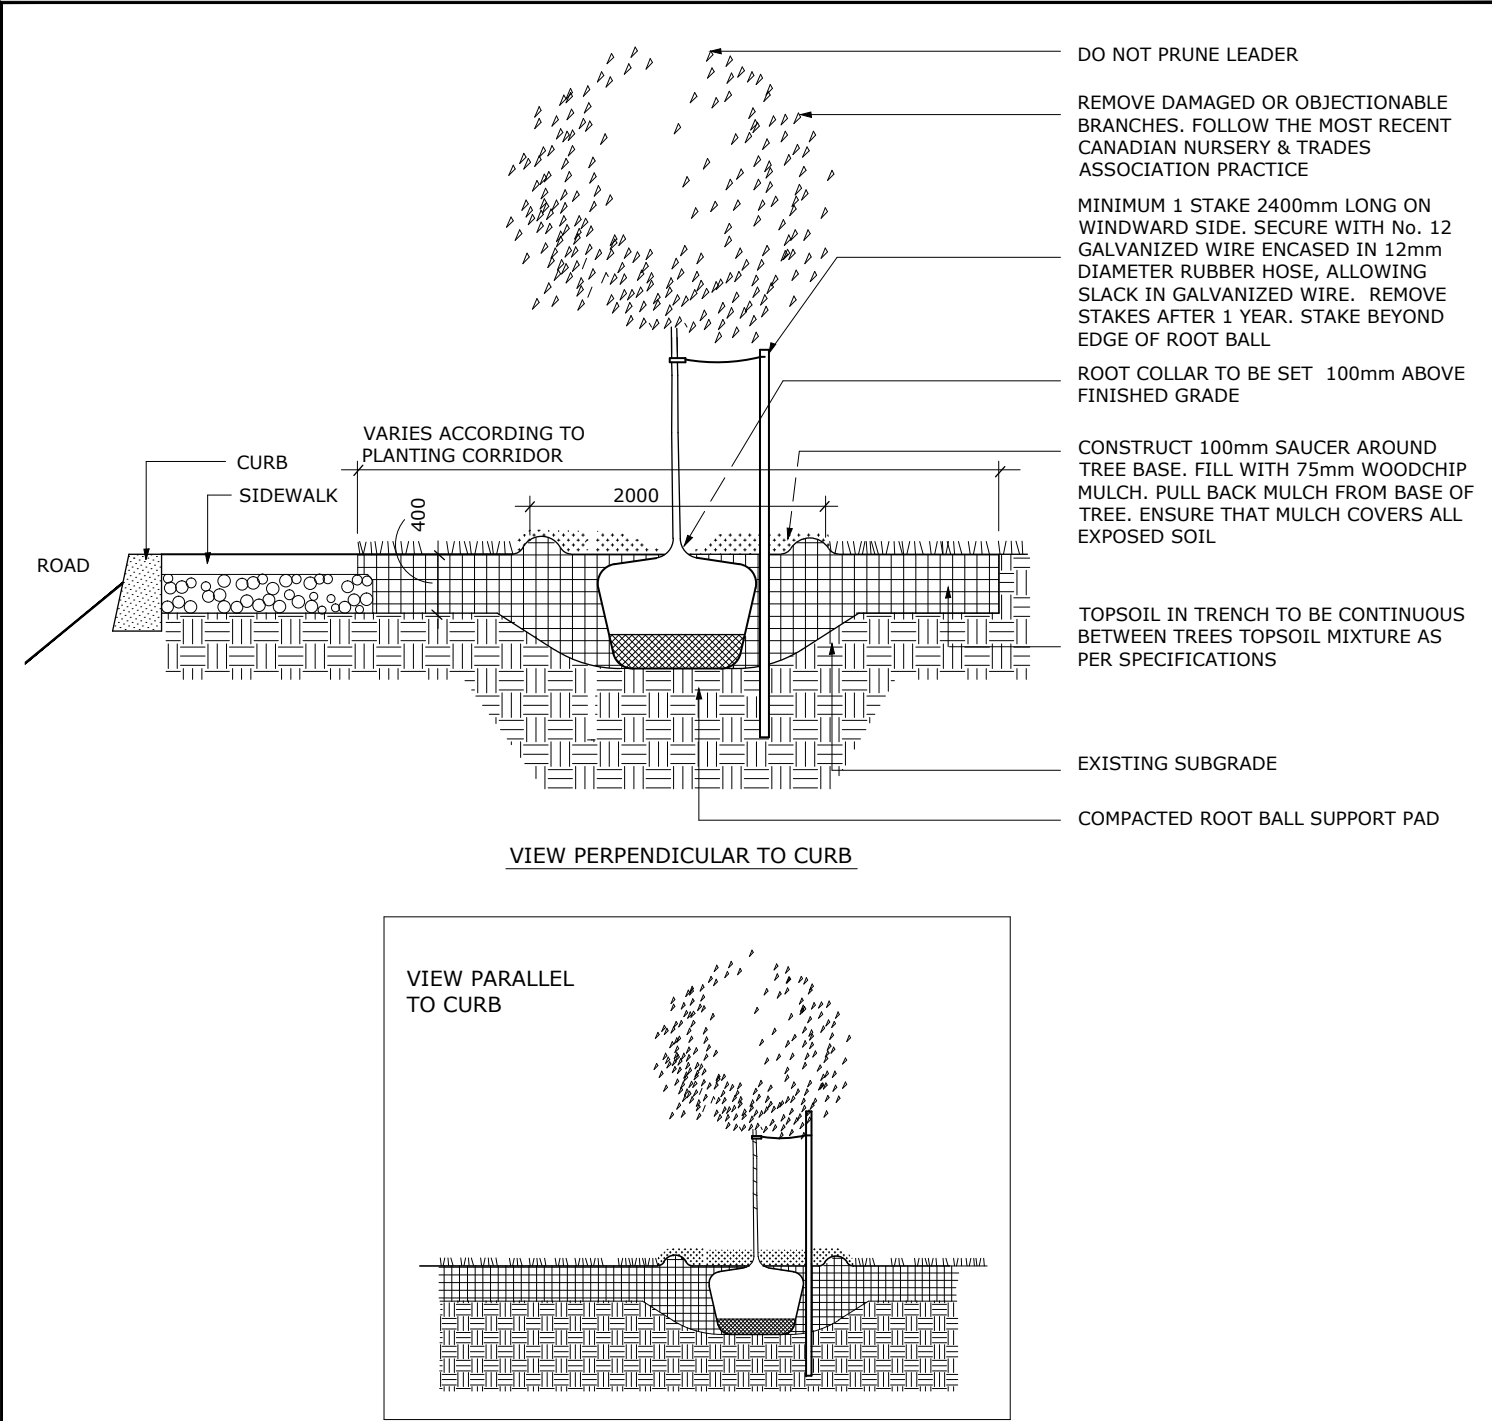 DO NOT PRUNE LEADER
REMOVE DAMAGED OR OBJECTIONABLE
BRANCHES. FOLLOW THE MOST RECENT
CANADIAN NURSERY & TRADES
ASSOCIATION PRACTICE
MINIMUM 1 STAKE 2400mm LONG ON
WINDWARD SIDE. SECURE WITH No. 12
GALVANIZED WIRE ENCASED IN 12mm
DIAMETER RUBBER HOSE, ALLOWING
SLACK IN GALVANIZED WIRE. REMOVE
STAKES AFTER 1 YEAR. STAKE BEYOND
EDGE OF ROOT BALL
ROOT COLLAR TO BE SET 100mm ABOVE
FINISHED GRADE
VARIES ACCORDING TO
PLANTING CORRIDOR
CURB
SIDEWALK
ROAD
400
2000
CONSTRUCT 100mm SAUCER AROUND
TREE BASE. FILL WITH 75mm WOODCHIP
MULCH. PULL BACK MULCH FROM BASE OF
TREE. ENSURE THAT MULCH COVERS ALL
EXPOSED SOIL
TOPSOIL IN TRENCH TO BE CONTINUOUS
BETWEEN TREES TOPSOIL MIXTURE AS
PER SPECIFICATIONS
EXISTING SUBGRADE
COMPACTED ROOT BALL SUPPORT PAD
VIEW PERPENDICULAR TO CURB
VIEW PARALLEL
TO CURB